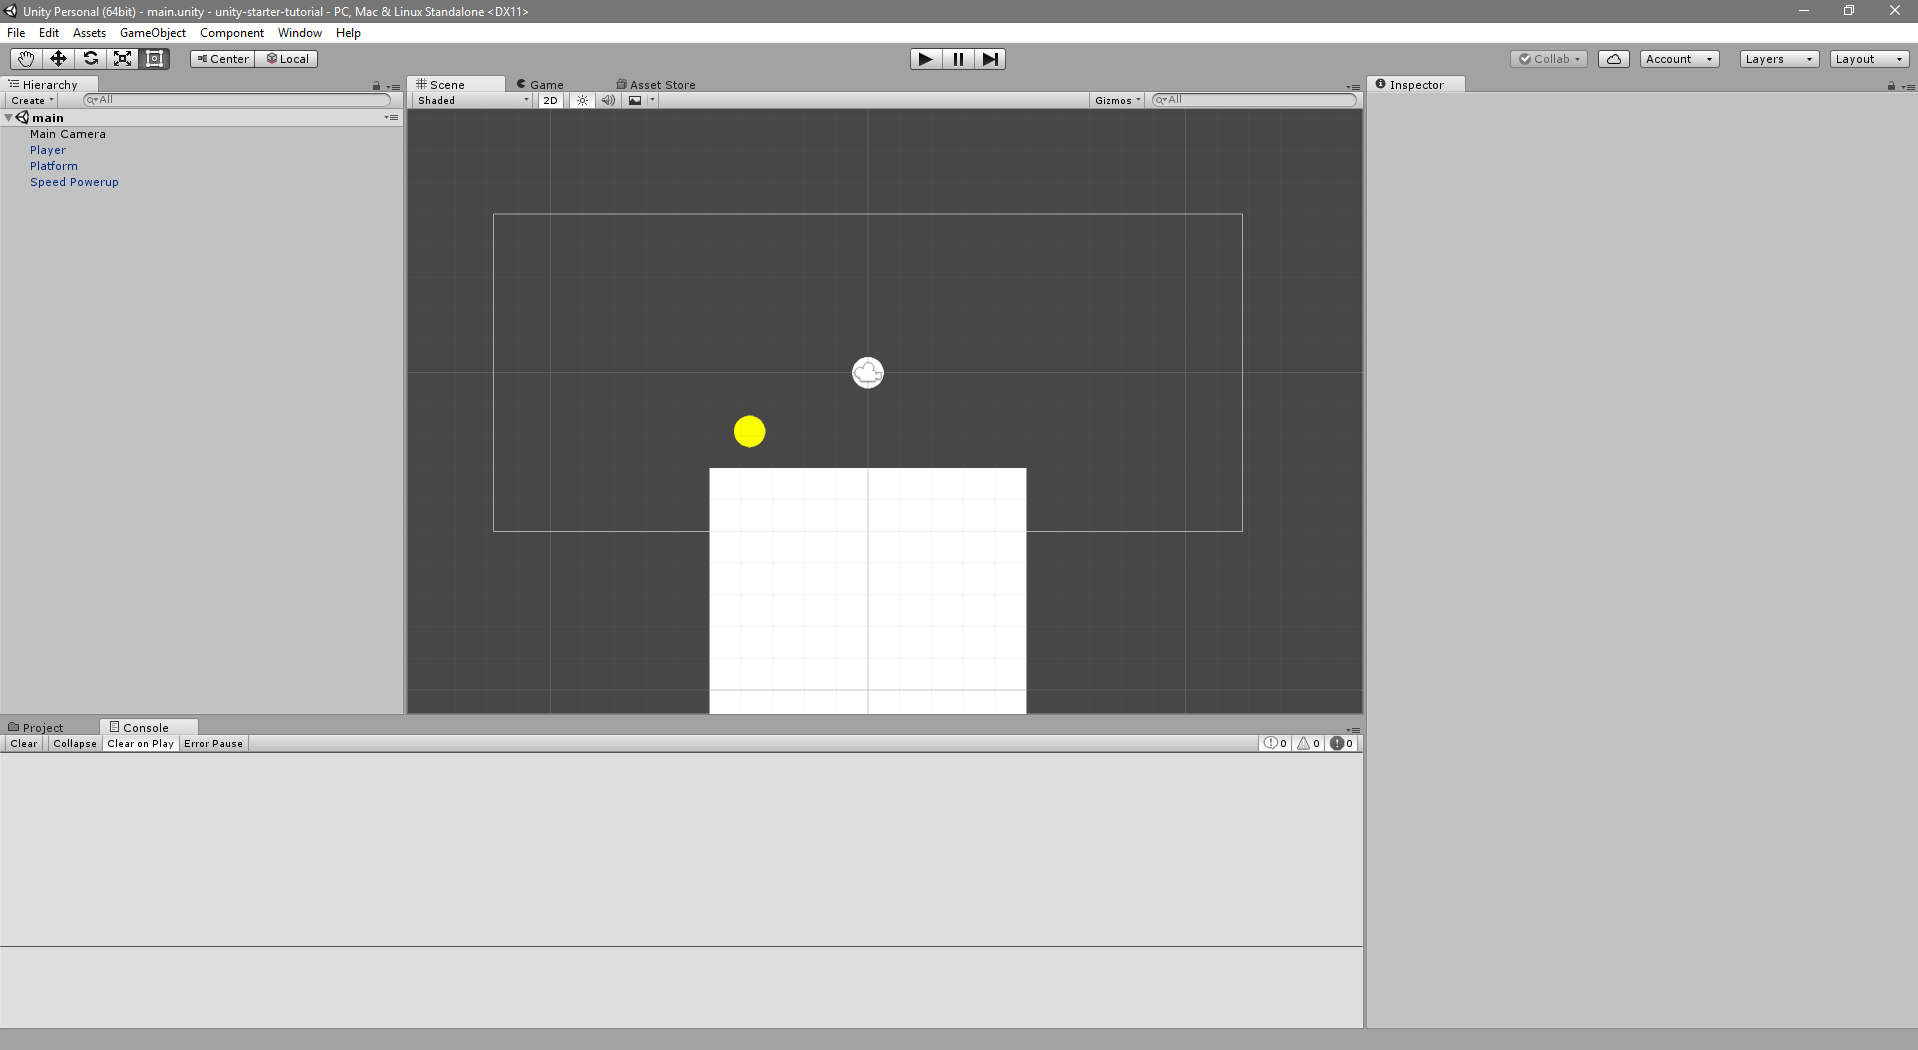 Unity Personal (64bit) - main.unity - unity-starter-tutorial - PC, Mac & Linux Standalone <DX11>
File Edit Assets GameObject Component Window Help
Center Local Collab Account Layers Layout
Hierarchy Scene Game Asset Store Inspector
Create All Shaded 2D Gizmos All
main
Main Camera
Player
Platform
Speed Powerup
Project Console
Clear Collapse Clear on Play Error Pause 0 0 0